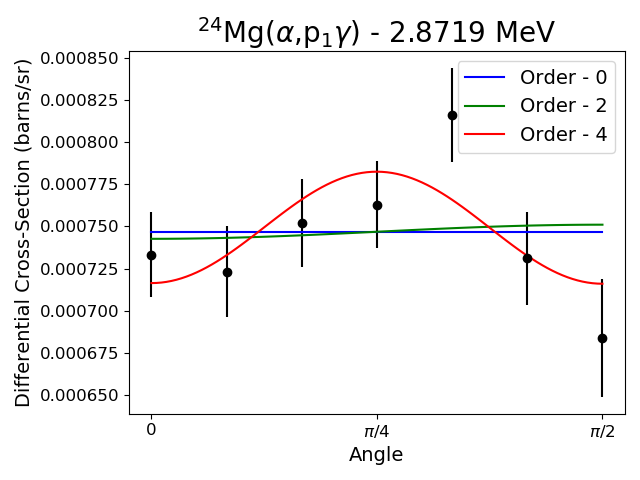 ²⁴Mg(α,p₁γ) - 2.8719 MeV
Differential Cross-Section (barns/sr)
0.000850
0.000825
0.000800
0.000775
0.000750
0.000725
0.000700
0.000675
0.000650
Order - 0
Order - 2
Order - 4
0
π/4
π/2
Angle